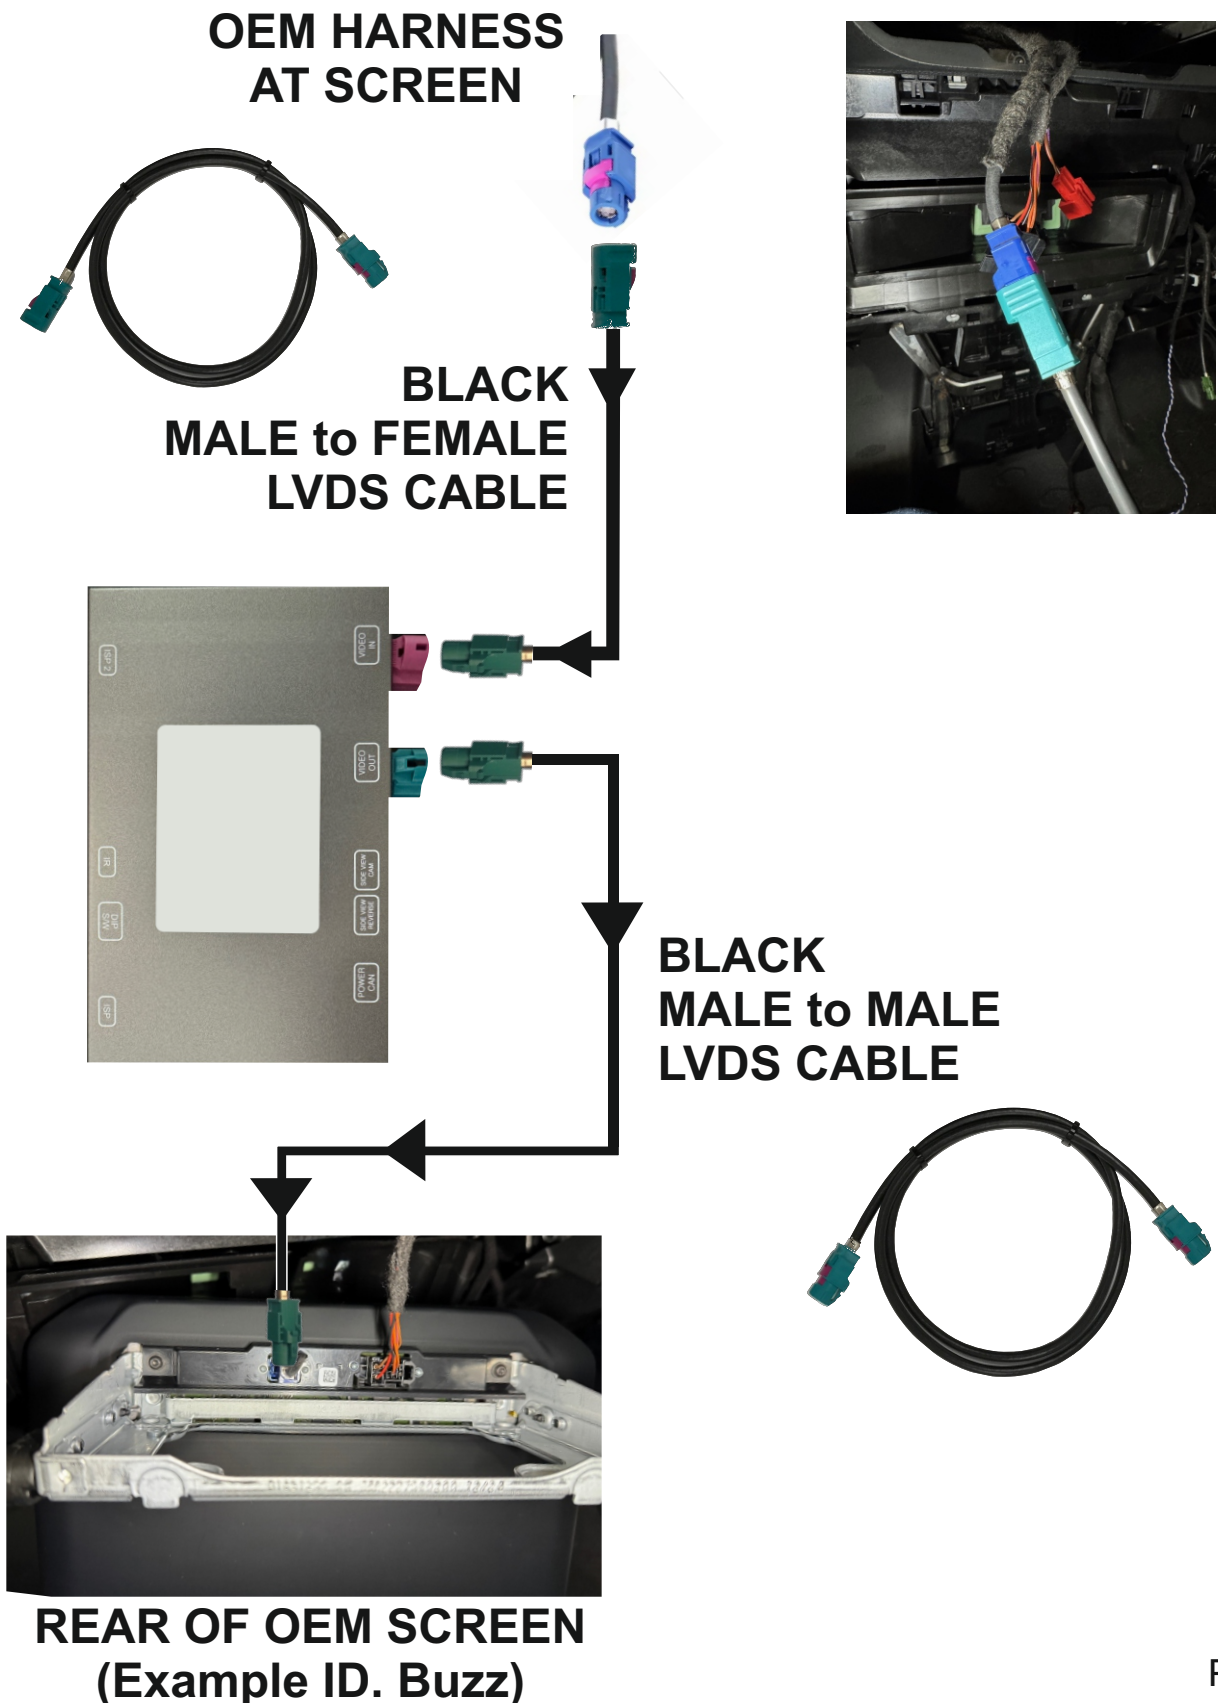 OEM HARNESS
AT SCREEN
BLACK
MALE to FEMALE
LVDS CABLE
ISP 2
VIDEO
IN
VIDEO
OUT
IR
SIDE VIEW
CAM
DIP
S/W
SIDE VIEW
REVERSE
POWER
CAN
ISP
BLACK
MALE to MALE
LVDS CABLE
REAR OF OEM SCREEN
(Example ID. Buzz)